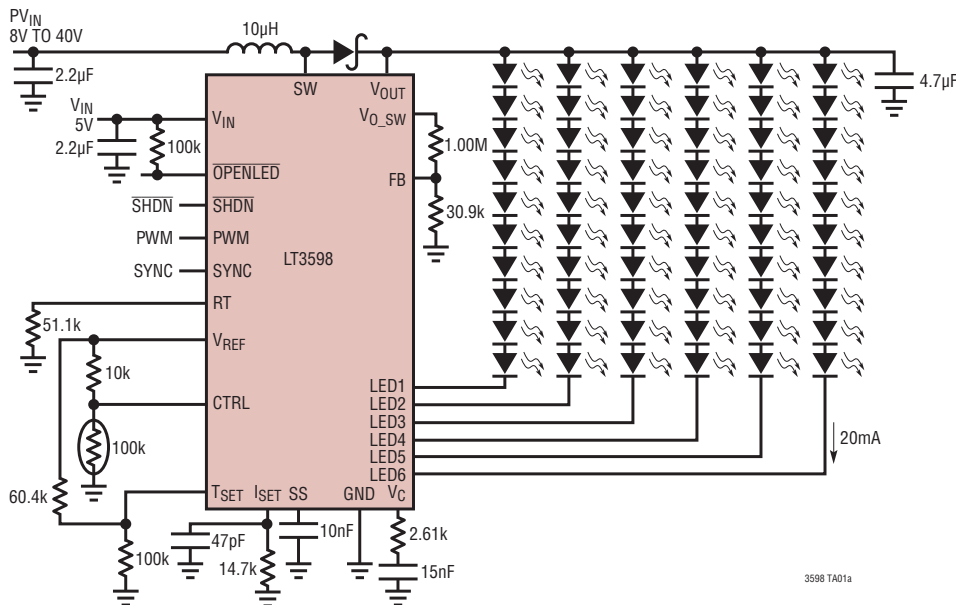 PVIN
8V TO 40V
10µH
2.2µF
SW
VOUT
4.7µF
VIN
5V
VIN
VO_SW
2.2µF
100k
1.00M
OPENLED
FB
SHDN
SHDN
30.9k
PWM
PWM
LT3598
SYNC
SYNC
RT
51.1k
VREF
10k
CTRL
100k
LED1
LED2
LED3
LED4
LED5
LED6
20mA
60.4k
TSET
ISET
SS
GND
VC
100k
47pF
14.7k
10nF
2.61k
15nF
3598 TA01a